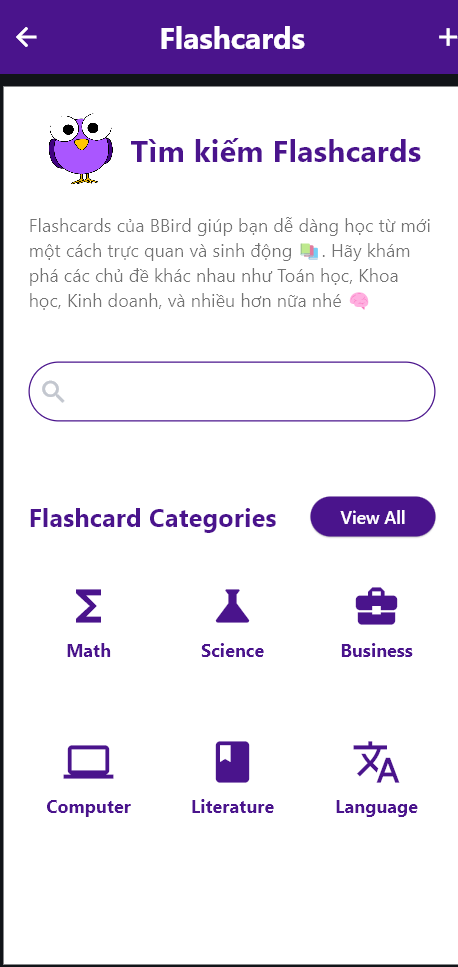 Flashcards
Tìm kiếm Flashcards
Flashcards của BBird giúp bạn dễ dàng học từ mới
một cách trực quan và sinh động 📚. Hãy khám
phá các chủ đề khác nhau như Toán học, Khoa
học, Kinh doanh, và nhiều hơn nữa nhé 🧠
Flashcard Categories
View All
Math
Science
Business
Computer
Literature
Language